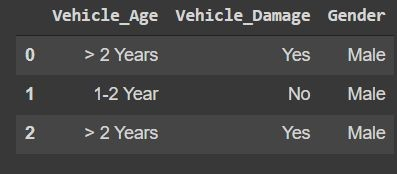 Vehicle_Age Vehicle_Damage Gender
0 > 2 Years Yes Male
1 1-2 Year No Male
2 > 2 Years Yes Male